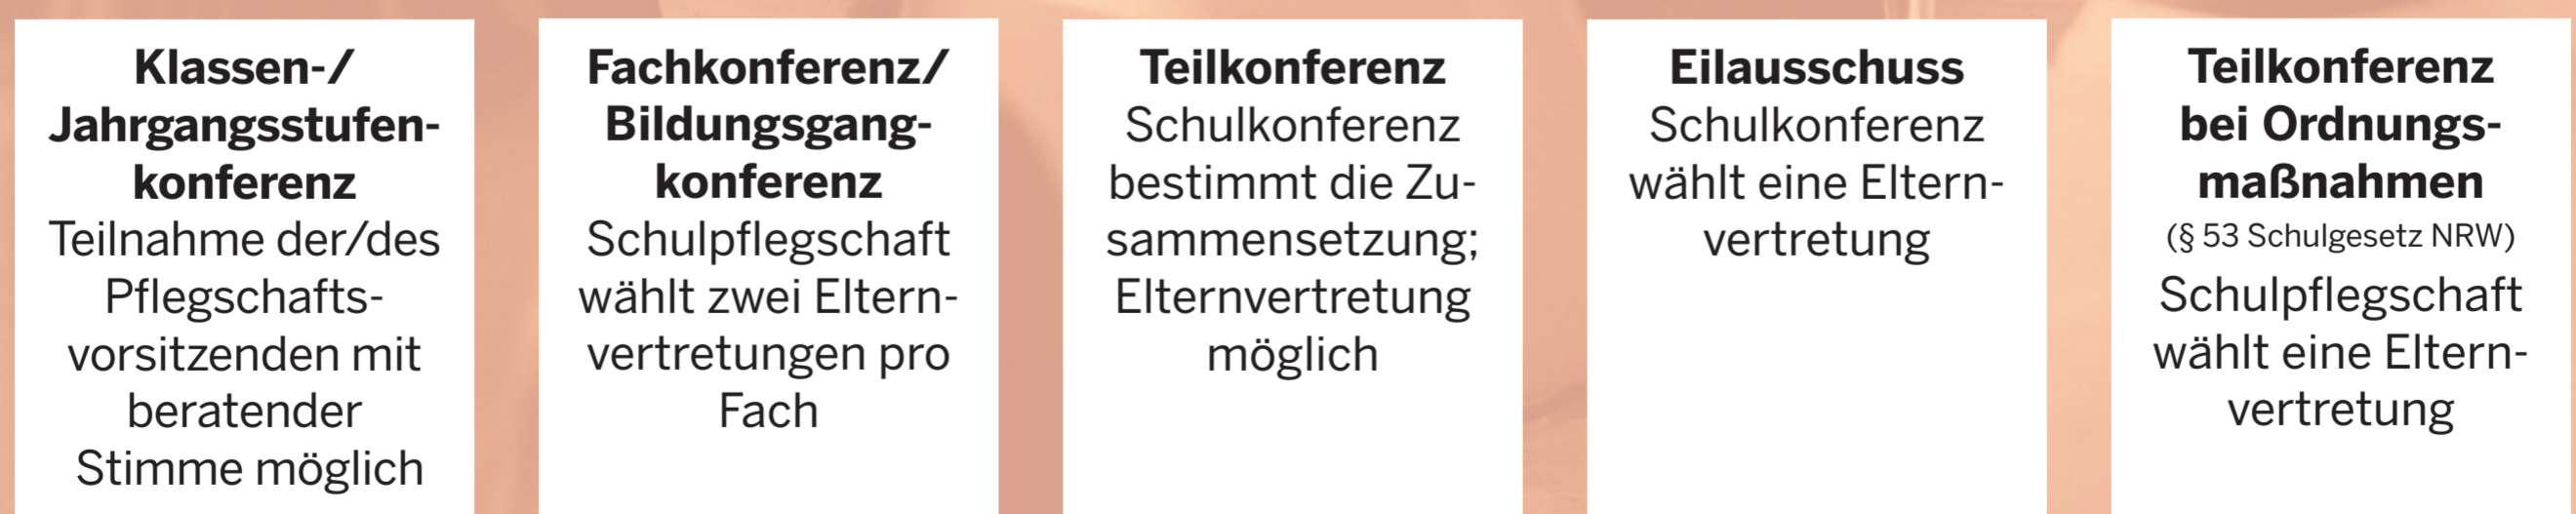 Klassen-/
Jahrgangsstufen-
konferenz
Teilnahme der/des
Pflegschafts-
vorsitzenden mit
beratender
Stimme möglich
Fachkonferenz/
Bildungsgang-
konferenz
Schulpflegschaft
wählt zwei Eltern-
vertretungen pro
Fach
Teilkonferenz
Schulkonferenz
bestimmt die Zu-
sammensetzung;
Elternvertretung
möglich
Eilausschuss
Schulkonferenz
wählt eine Eltern-
vertretung
Teilkonferenz
bei Ordnungs-
maßnahmen
(§ 53 Schulgesetz NRW)
Schulpflegschaft
wählt eine Eltern-
vertretung